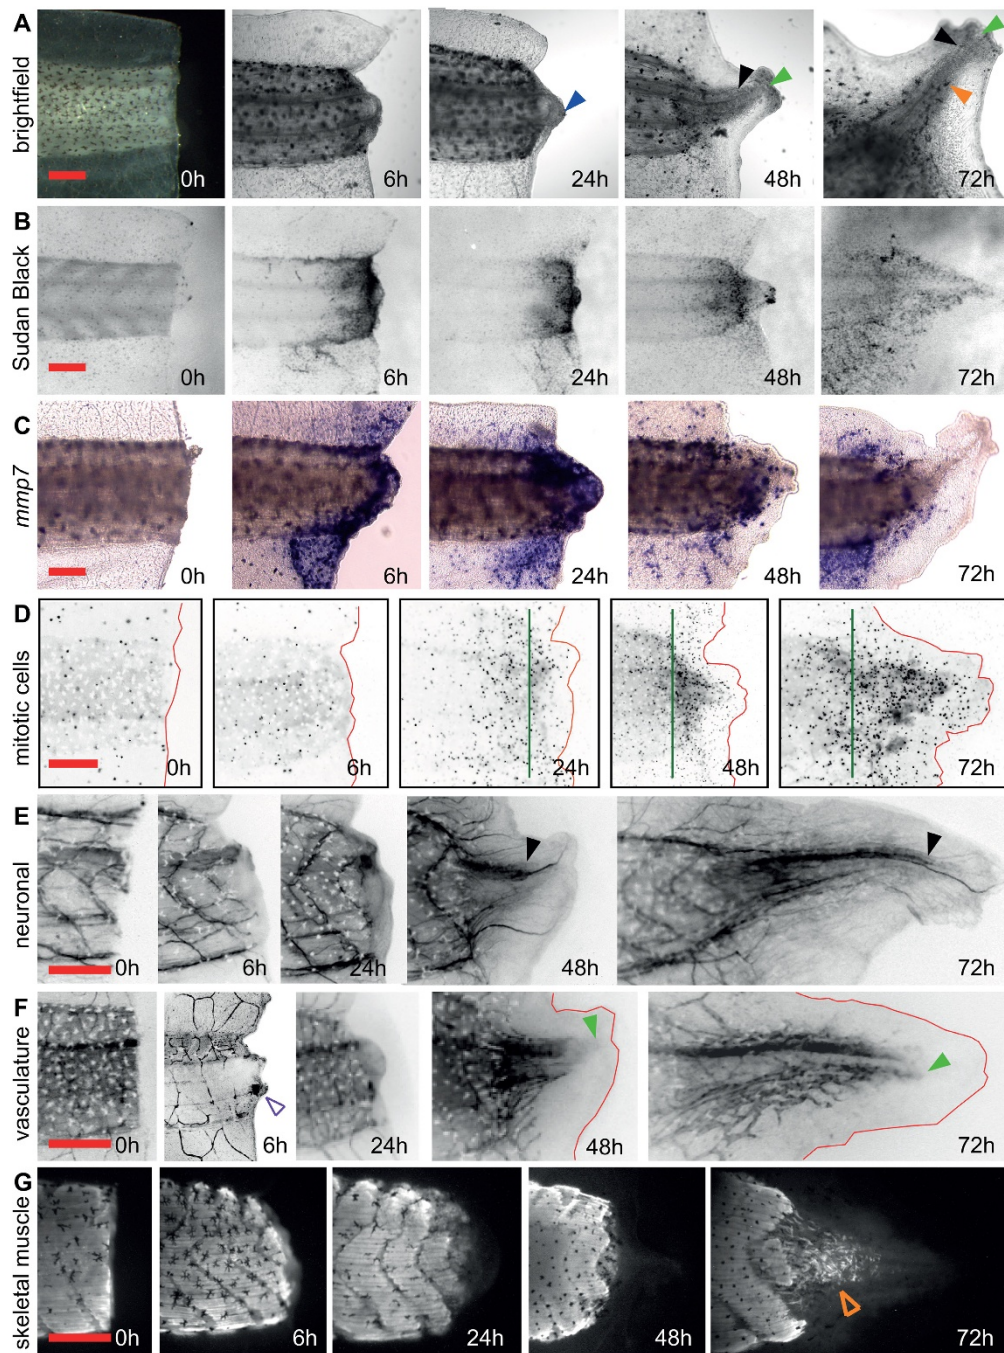 A brightfield 0h 6h 24h 48h 72h
B Sudan Black 0h 6h 24h 48h 72h
C mmp7 0h 6h 24h 48h 72h
D mitotic cells 0h 6h 24h 48h 72h
E neuronal 0h 6h 24h 48h 72h
F vasculature 0h 6h 24h 48h 72h
G skeletal muscle 0h 6h 24h 48h 72h